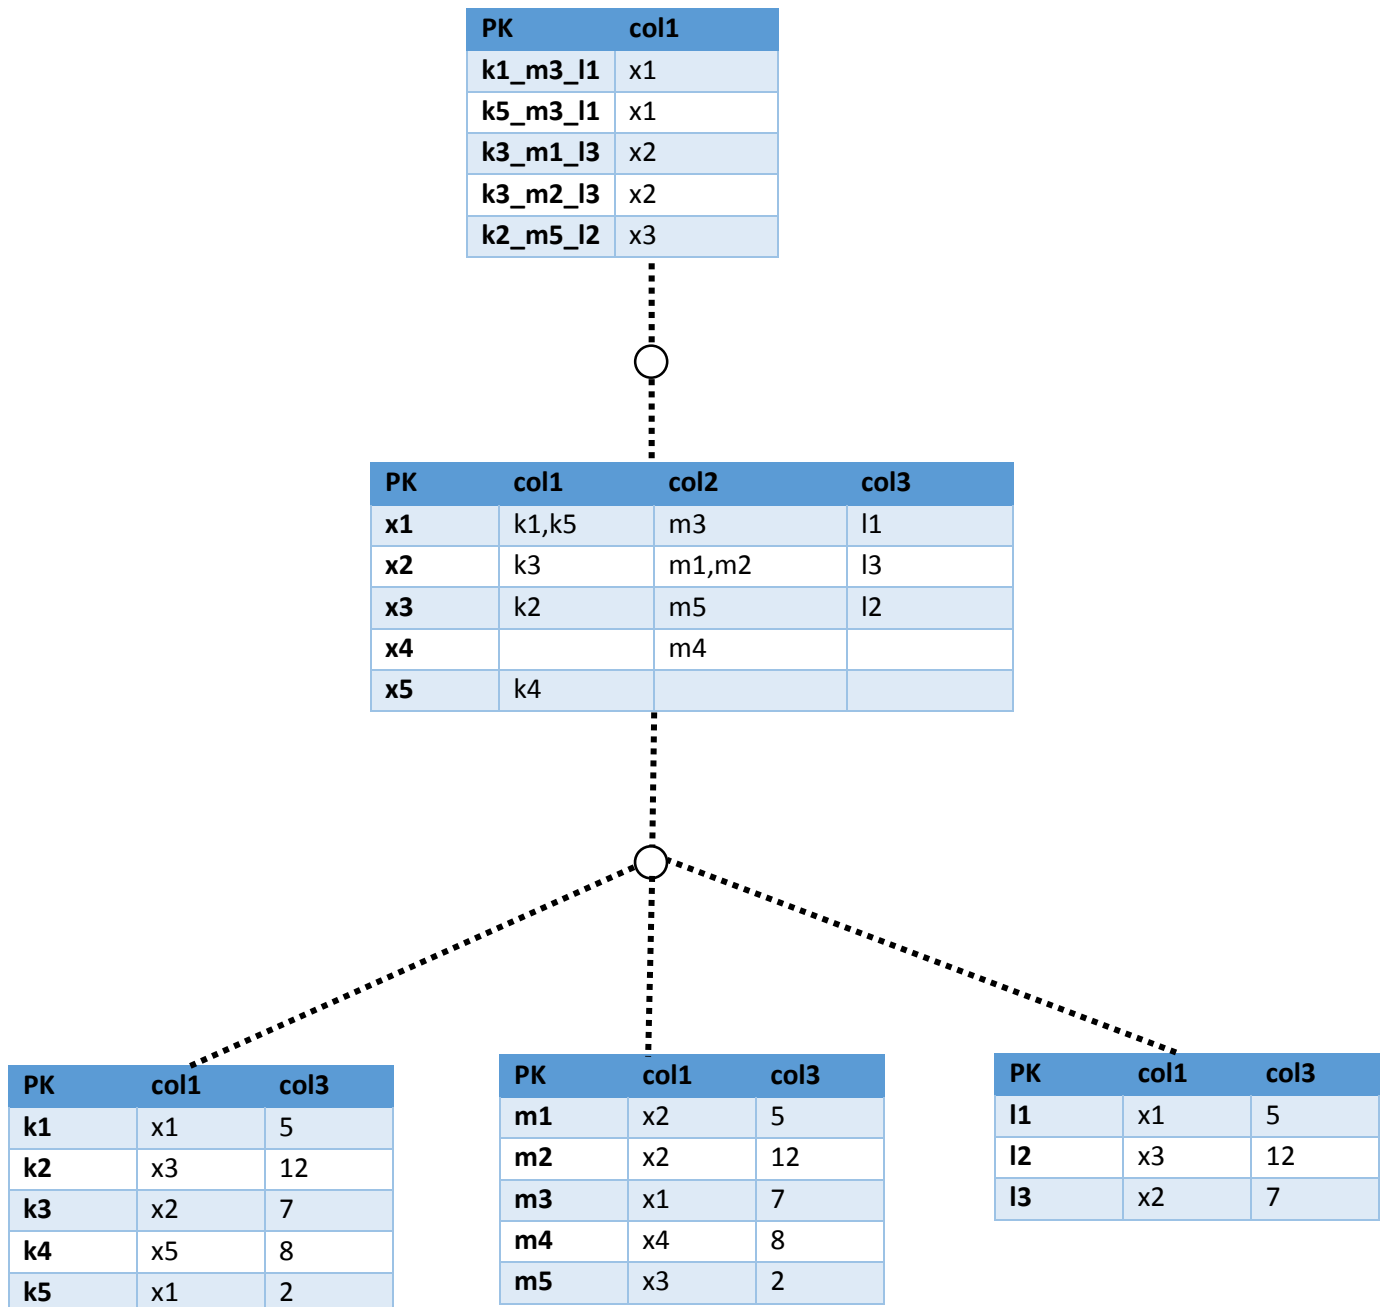 PK col1
k1_m3_l1 x1
k5_m3_l1 x1
k3_m1_l3 x2
k3_m2_l3 x2
k2_m5_l2 x3
PK col1 col2 col3
x1 k1,k5 m3 l1
x2 k3 m1,m2 l3
x3 k2 m5 l2
x4 m4
x5 k4
PK col1 col3
k1 x1 5
k2 x3 12
k3 x2 7
k4 x5 8
k5 x1 2
PK col1 col3
m1 x2 5
m2 x2 12
m3 x1 7
m4 x4 8
m5 x3 2
PK col1 col3
l1 x1 5
l2 x3 12
l3 x2 7